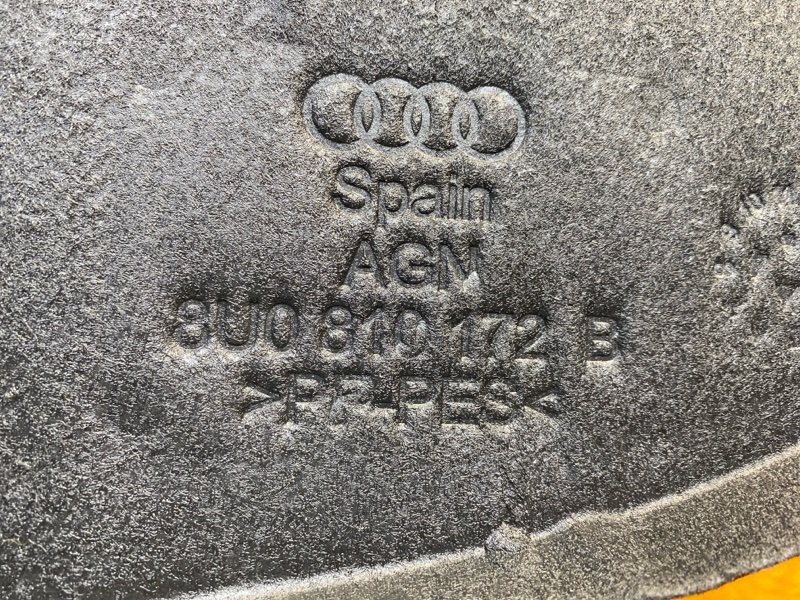 Spain
AGM
8U0 810 172 B
>PP-PES<